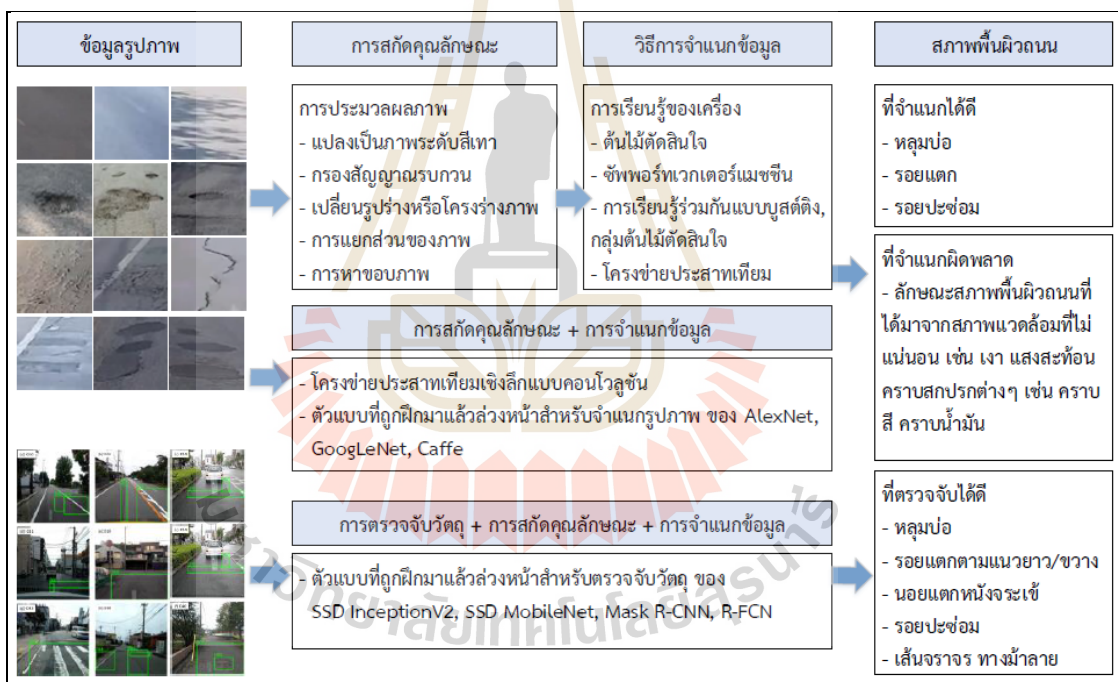 ข้อมูลรูปภาพ
การสกัดคุณลักษณะ
วิธีการจำแนกข้อมูล
สภาพพื้นผิวถนน
การประมวลผลภาพ
- แปลงเป็นภาพระดับสีเทา
- กรองสัญญาณรบกวน
- เปลี่ยนรูปร่างหรือโครงร่างภาพ
- การแยกส่วนของภาพ
- การหาขอบภาพ
การเรียนรู้ของเครื่อง
- ต้นไม้ตัดสินใจ
- ซัพพอร์ทเวกเตอร์แมชชีน
- การเรียนรู้ร่วมกันแบบบูสต์ติง,
กลุ่มต้นไม้ตัดสินใจ
- โครงข่ายประสาทเทียม
ที่จำแนกได้ดี
- หลุมบ่อ
- รอยแตก
- รอยปะซ่อม
ที่จำแนกผิดพลาด
- ลักษณะสภาพพื้นผิวถนนที่
ได้มาจากสภาพแวดล้อมที่ไม่
แน่นอน เช่น เงา แสงสะท้อน
คราบสกปรกต่างๆ เช่น คราบ
สี คราบน้ำมัน
การสกัดคุณลักษณะ + การจำแนกข้อมูล
- โครงข่ายประสาทเทียมเชิงลึกแบบคอนโวลูชัน
- ตัวแบบที่ถูกฝึกมาแล้วล่วงหน้าสำหรับจำแนกรูปภาพ ของ AlexNet,
GoogLeNet, Caffe
การตรวจจับวัตถุ + การสกัดคุณลักษณะ + การจำแนกข้อมูล
- ตัวแบบที่ถูกฝึกมาแล้วล่วงหน้าสำหรับตรวจจับวัตถุ ของ
SSD InceptionV2, SSD MobileNet, Mask R-CNN, R-FCN
ที่ตรวจจับได้ดี
- หลุมบ่อ
- รอยแตกตามแนวยาว/ขวาง
- นอยแตกหนังจระเข้
- รอยปะซ่อม
- เส้นจราจร ทางม้าลาย
มหาวิทยาลัยเทคโนโลยีสุรนารี